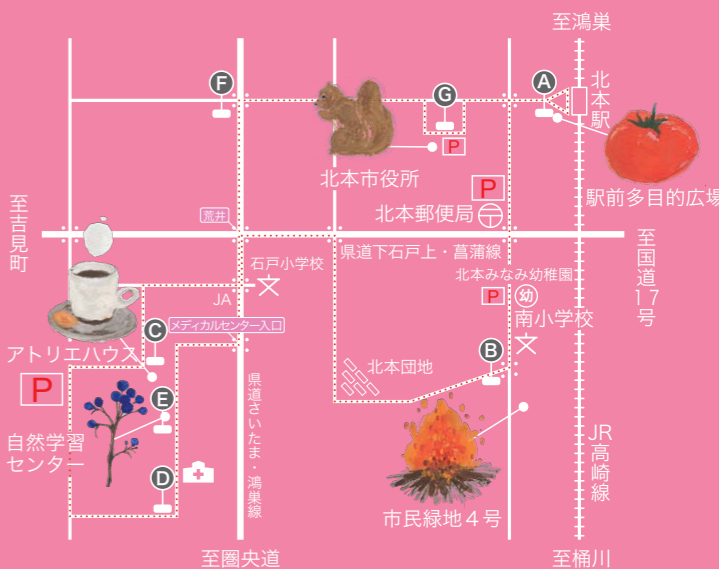 至鴻巣
A
北本駅
F
G
P
北本市役所
駅前多目的広場
P
北本郵便局
至吉見町
荒井
県道下石戸上・菖蒲線
至国道17号
石戸小学校
文
JA
北本みなみ幼稚園
P
幼
南小学校
文
メディカルセンター入口
アトリエハウス
C
B
北本団地
P
E
県道さいたま・鴻巣線
自然学習
センター
D
JR高崎線
市民緑地4号
至圏央道
至桶川